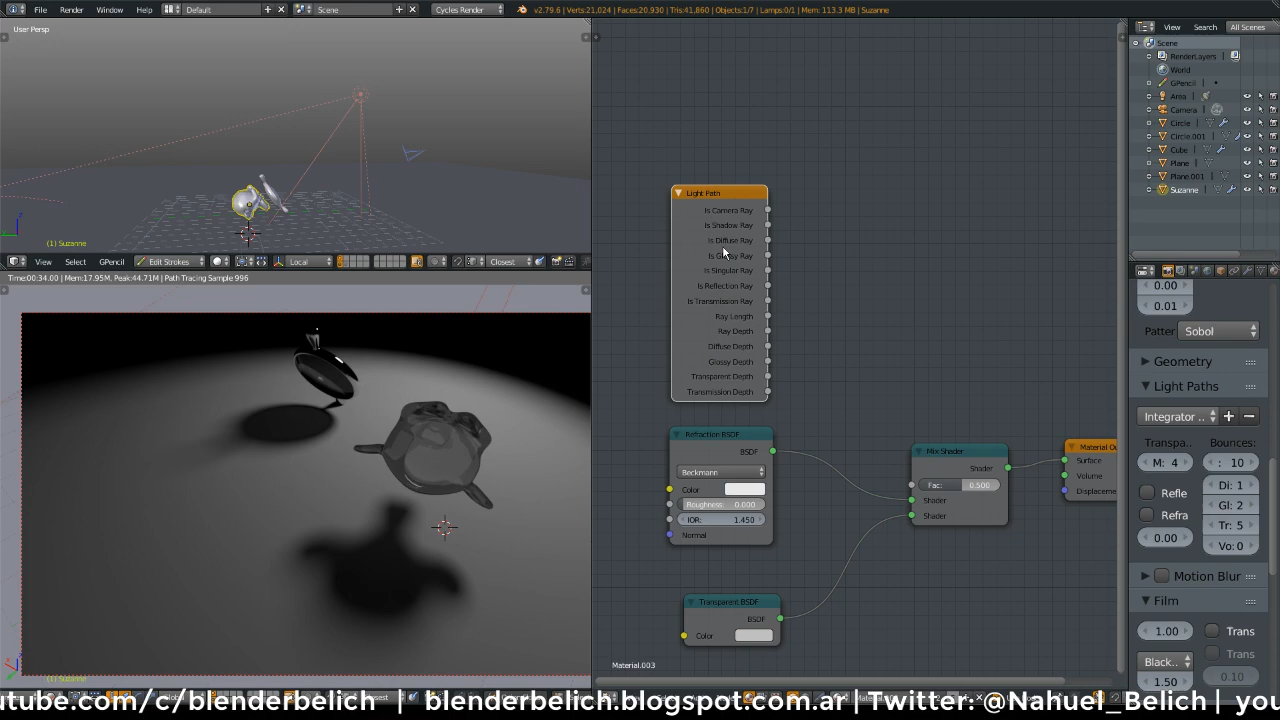 File Render Window Help Default Scene Cycles Render v2.79.6 | Verts:21,024 | Faces:20,930 | Tris:41,860 | Objects:1/7 | Lamps:0/1 | Mem: 113.3 MB | Suzanne View Search All Scenes
User Persp
(1) Suzanne
View Select GPencil Edit Strokes Local Closest
Time:00:34.00 | Mem:17.95M, Peak:44.71M | Path Tracing Sample 996
(1) Suzanne
Light Path
Is Camera Ray
Is Shadow Ray
Is Diffuse Ray
Is Glossy Ray
Is Singular Ray
Is Reflection Ray
Is Transmission Ray
Ray Length
Ray Depth
Diffuse Depth
Glossy Depth
Transparent Depth
Transmission Depth
Refraction BSDF
BSDF
Beckmann
Color
Roughness: 0.000
IOR: 1.450
Normal
Transparent BSDF
BSDF
Color
Mix Shader
Shader
Fac: 0.500
Shader
Shader
Material Ou
Surface
Volume
Displaceme
Material.003
Scene
RenderLayers
World
GPencil
Area
Camera
Circle
Circle.001
Cube
Plane
Plane.001
Suzanne
0.00
0.01
Patter Sobol
Geometry
Light Paths
Integrator ..
Transpa.. Bounces:
M: 4 : 10
Refle Di: 1
Refra Gl: 2
0.00 Tr: 5
Vo: 0
Motion Blur
Film
1.00 Trans
Black.. Trans
1.50 0.10
utube.com/c/blenderbelich | blenderbelich.blogspot.com.ar | Twitter: @Nahuel_Belich | you